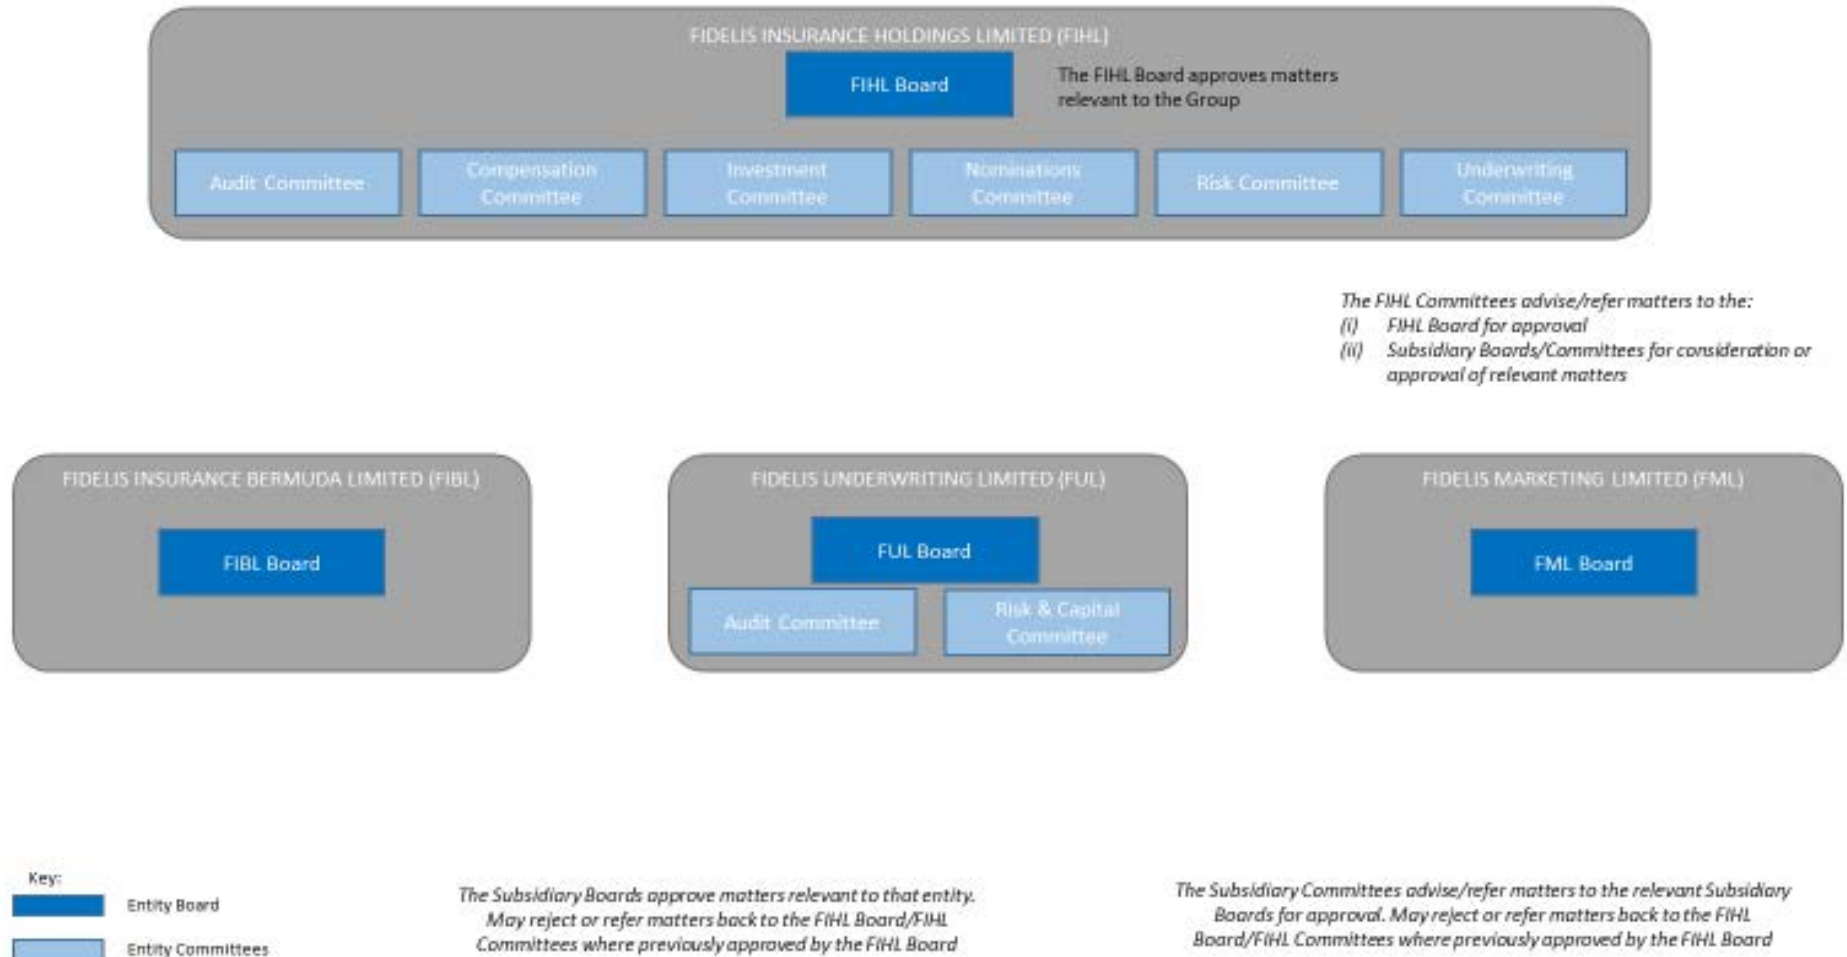 FIDELIS INSURANCE HOLDINGS LIMITED (FIHL)
FIHL Board
The FIHL Board approves matters
relevant to the Group
Audit Committee
Compensation
Committee
Investment
Committee
Nominations
Committee
Risk Committee
Underwriting
Committee
The FIHL Committees advise/refer matters to the:
(i) FIHL Board for approval
(ii) Subsidiary Boards/Committees for consideration or
approval of relevant matters
FIDELIS INSURANCE BERMUDA LIMITED (FIBL)
FIBL Board
FIDELIS UNDERWRITING LIMITED (FUL)
FUL Board
Audit Committee
Risk & Capital
Committee
FIDELIS MARKETING LIMITED (FML)
FML Board
Key:
Entity Board
Entity Committees
The Subsidiary Boards approve matters relevant to that entity.
May reject or refer matters back to the FIHL Board/FIHL
Committees where previously approved by the FIHL Board
The Subsidiary Committees advise/refer matters to the relevant Subsidiary
Boards for approval. May reject or refer matters back to the FIHL
Board/FIHL Committees where previously approved by the FIHL Board